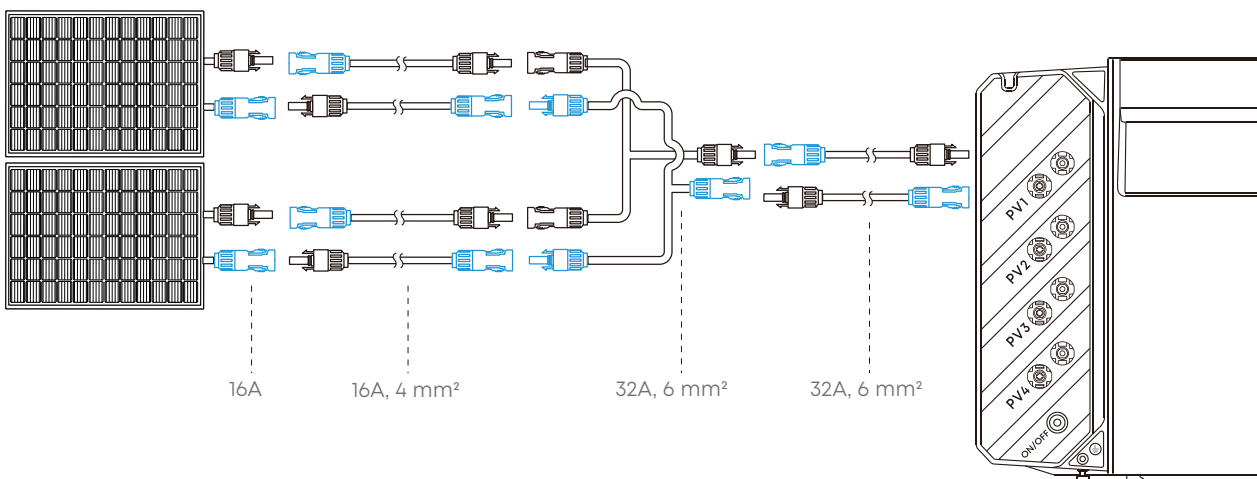 PV1
PV2
PV3
PV4
ON/OFF
16A
16A, 4 mm²
32A, 6 mm²
32A, 6 mm²